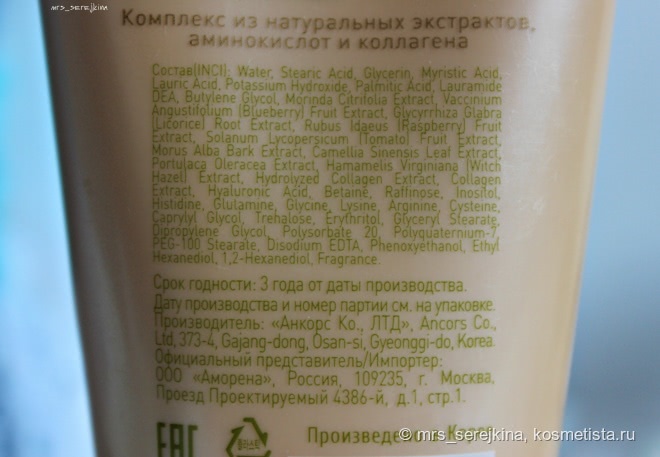 mrs_serejkina
Комплекс из натуральных экстрактов,
аминокислот и коллагена
Состав(INCI): Water, Stearic Acid, Glycerin, Myristic Acid,
Lauric Acid, Potassium Hydroxide, Palmitic Acid, Lauramide
DEA, Butylene Glycol, Morinda Citrifolia Extract, Vaccinium
Angustifolium (Blueberry) Fruit Extract, Glycyrrhiza Glabra
(Licorice) Root Extract, Rubus Idaeus (Raspberry) Fruit
Extract, Solanum Lycopersicum (Tomato) Fruit Extract,
Morus Alba Bark Extract, Camellia Sinensis Leaf Extract,
Portulaca Oleracea Extract, Hamamelis Virginiana (Witch
Hazel) Extract, Hydrolyzed Collagen Extract, Collagen
Extract, Hyaluronic Acid, Betaine, Raffinose, Inositol,
Histidine, Glutamine, Glycine, Lysine, Arginine, Cysteine,
Caprylyl Glycol, Trehalose, Erythritol, Glyceryl Stearate,
Dipropylene Glycol, Polysorbate 20, Polyquaternium-7,
PEG-100 Stearate, Disodium EDTA, Phenoxyethanol, Ethyl
Hexanediol, 1,2-Hexanediol, Fragrance.
Срок годности: 3 года от даты производства.
Дату производства и номер партии см. на упаковке.
Производитель: «Анкорс Ко., ЛТД», Ancors Co.,
Ltd, 373-4, Gajang-dong, Osan-si, Gyeonggi-do, Korea
Официальный представитель/Импортер:
ООО «Аморена», Россия, 109235, г. Москва,
Проезд Проектируемый 4386-й, д.1, стр.1.
EAC
Произведено Корея
© mrs_serejkina, kosmetista.ru